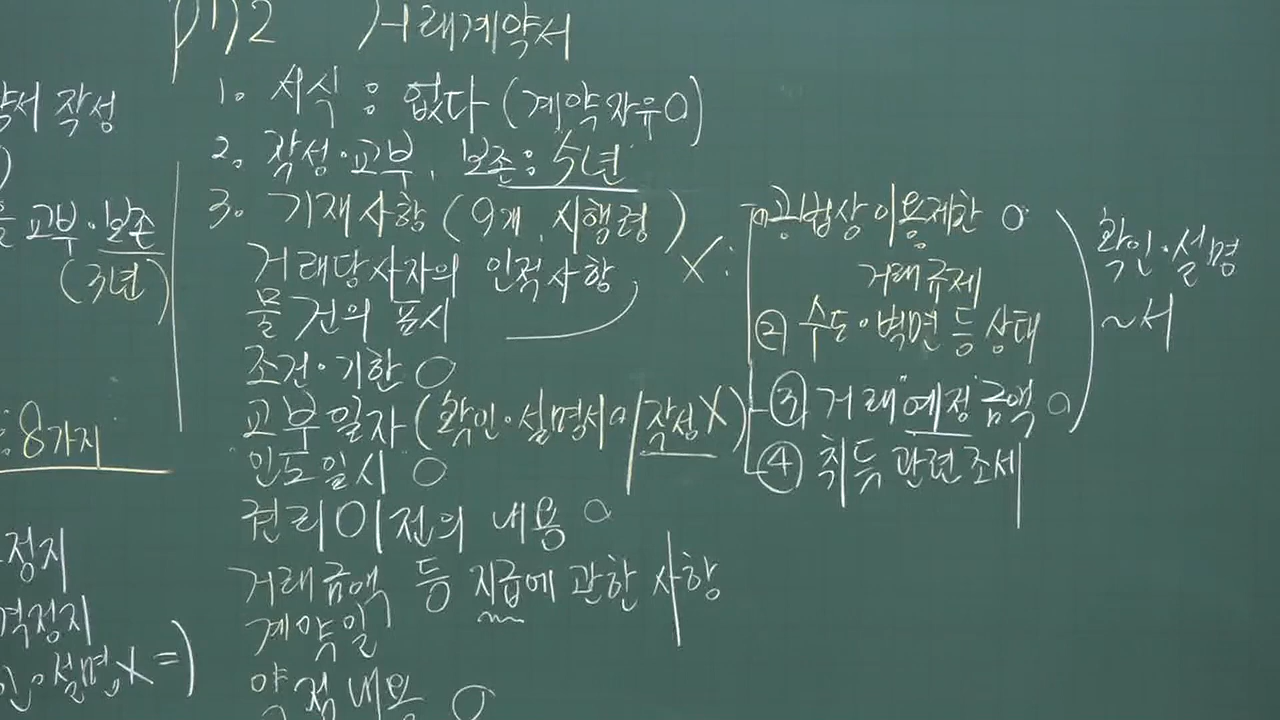 p172 거래계약서
1. 서식 : 없다 (계약자유O)
2. 작성·교부, 보존: 5년
3. 기재사항 (9개, 시행령)
거래당사자의 인적사항
물건의 표시
조건·기한 O
교부일자 (확인·설명서의 작성X)
인도일시 O
권리이전의 내용 O
거래금액 등 지급에 관한 사항
계약일
약정내용 O
X:
① 공법상 이용제한 O
거래규제
② 수도·벽면 등 상태
③ 거래"예정"금액 O
④ 취득 관련 조세
확인·설명
~서
약서 작성
교부·보존
(3년)
: 8가지
정지
격정지
인·설명X =)